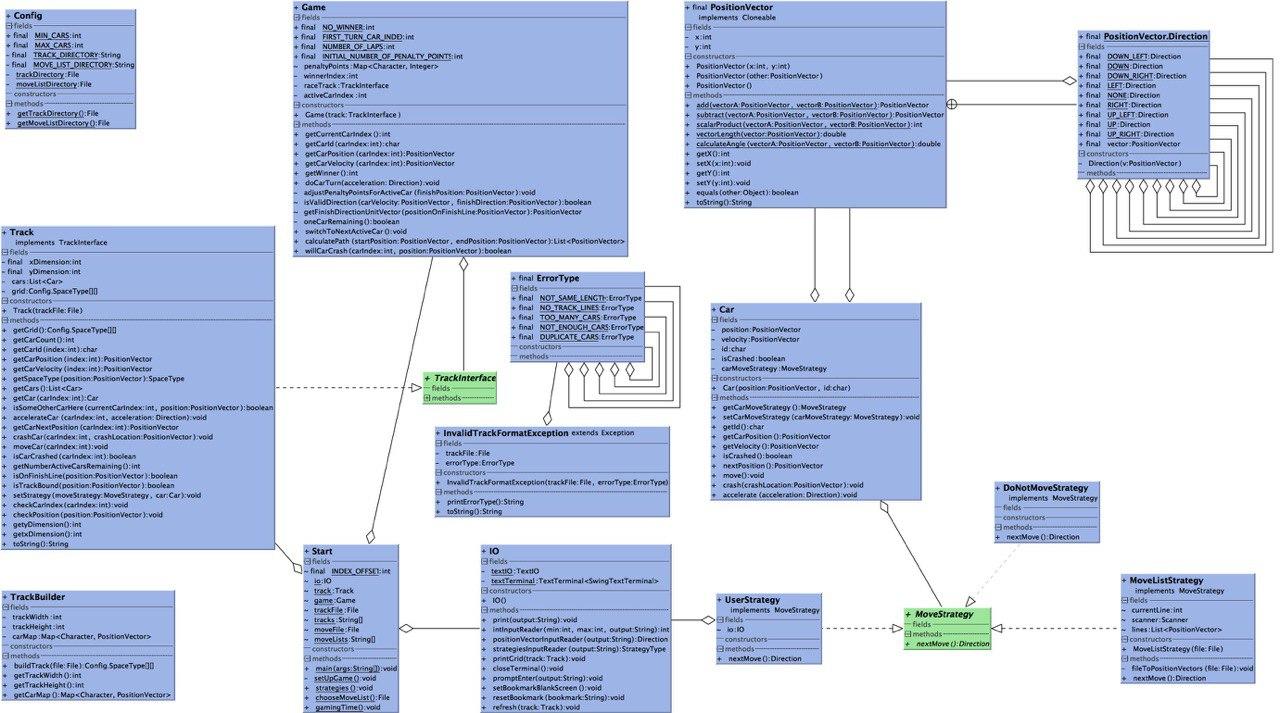 + Config
fields
+ final MIN_CARS:int
+ final MAX_CARS:int
+ final TRACK_DIRECTORY:String
+ final MOVE_LIST_DIRECTORY:String
- trackDirectory:File
- moveListDirectory:File
constructors
methods
+ getTrackDirectory():File
+ getMoveListDirectory():File
+ Game
fields
+ final NO_WINNER:int
+ final FIRST_TURN_CAR_INDEX:int
+ final NUMBER_OF_LAPS:int
+ final INITIAL_NUMBER_OF_PENALTY_POINT:int
~ penaltyPoints:Map<Character, Integer>
- winnerIndex:int
- raceTrack:TrackInterface
- activeCarIndex:int
constructors
+ Game(track:TrackInterface)
methods
+ getCurrentCarIndex():int
+ getCarId(carIndex:int):char
+ getCarPosition(carIndex:int):PositionVector
+ getCarVelocity(carIndex:int):PositionVector
+ getWinner():int
+ doCarTurn(acceleration: Direction):void
~ adjustPenaltyPointsForActiveCar(finishPosition:PositionVector):void
~ isValidDirection(carVelocity:PositionVector, finishDirection:PositionVector):boolean
~ getFinishDirectionUnitVector(positionOnFinishLine:PositionVector):PositionVector
- oneCarRemaining():boolean
+ switchToNextActiveCar():void
+ calculatePath(startPosition:PositionVector, endPosition:PositionVector):List<PositionVector>
+ willCarCrash(carIndex:int, position:PositionVector):boolean
+ final PositionVector
implements Cloneable
fields
- x:int
- y:int
constructors
+ PositionVector(x:int, y:int)
+ PositionVector(other:PositionVector)
+ PositionVector()
methods
+ add(vectorA:PositionVector, vectorB:PositionVector):PositionVector
+ subtract(vectorA:PositionVector, vectorB:PositionVector):PositionVector
+ scalarProduct(vectorA:PositionVector, vectorB:PositionVector):int
+ vectorLength(vector:PositionVector):double
+ calculateAngle(vectorA:PositionVector, vectorB:PositionVector):double
+ getX():int
+ setX(x:int):void
+ getY():int
+ setY(y:int):void
+ equals(other:Object):boolean
+ toString():String
+ final PositionVector.Direction
fields
+ final DOWN_LEFT:Direction
+ final DOWN:Direction
+ final DOWN_RIGHT:Direction
+ final LEFT:Direction
+ final NONE:Direction
+ final RIGHT:Direction
+ final UP_LEFT:Direction
+ final UP:Direction
+ final UP_RIGHT:Direction
+ final vector:PositionVector
constructors
- Direction(v:PositionVector)
methods
+ Track
implements TrackInterface
fields
- final xDimension:int
- final yDimension:int
- cars:List<Car>
- grid:Config.SpaceType[][]
constructors
+ Track(trackFile:File)
methods
+ getGrid():Config.SpaceType[][]
+ getCarCount():int
+ getCarId(index:int):char
+ getCarPosition(index:int):PositionVector
+ getCarVelocity(index:int):PositionVector
+ getSpaceType(position:PositionVector):SpaceType
+ getCars():List<Car>
+ getCar(carIndex:int):Car
+ isSomeOtherCarHere(currentCarIndex:int, position:PositionVector):boolean
+ accelerateCar(carIndex:int, acceleration:Direction):void
+ getCarNextPosition(carIndex:int):PositionVector
+ crashCar(carIndex:int, crashLocation:PositionVector):void
+ moveCar(carIndex:int):void
+ isCarCrashed(carIndex:int):boolean
+ getNumberActiveCarsRemaining():int
+ isOnFinishLine(position:PositionVector):boolean
+ isTrackBound(position:PositionVector):boolean
+ setStrategy(moveStrategy:MoveStrategy, car:Car):void
+ checkCarIndex(carIndex:int):void
+ checkPosition(position:PositionVector):void
+ getyDimension():int
+ getxDimension():int
+ toString():String
+ final ErrorType
fields
+ final NOT_SAME_LENGTH:ErrorType
+ final NO_TRACK_LINES:ErrorType
+ final TOO_MANY_CARS:ErrorType
+ final NOT_ENOUGH_CARS:ErrorType
+ final DUPLICATE_CARS:ErrorType
constructors
methods
+ TrackInterface
fields
methods
+ Car
fields
- position:PositionVector
- velocity:PositionVector
- id:char
- isCrashed:boolean
- carMoveStrategy:MoveStrategy
constructors
+ Car(position:PositionVector, id:char)
methods
+ getCarMoveStrategy():MoveStrategy
+ setCarMoveStrategy(carMoveStrategy:MoveStrategy):void
+ getId():char
+ getCarPosition():PositionVector
+ getVelocity():PositionVector
+ isCrashed():boolean
+ nextPosition():PositionVector
+ move():void
+ crash(crashLocation:PositionVector):void
+ accelerate(acceleration:Direction):void
+ InvalidTrackFormatException extends Exception
fields
- trackFile:File
- errorType:ErrorType
constructors
+ InvalidTrackFormatException(trackFile:File, errorType:ErrorType)
methods
+ printErrorType():String
+ toString():String
+ DoNotMoveStrategy
implements MoveStrategy
fields
constructors
methods
+ nextMove():Direction
+ TrackBuilder
fields
- trackWidth:int
- trackHeight:int
- carMap:Map<Character, PositionVector>
constructors
methods
+ buildTrack(file:File):Config.SpaceType[][]
+ getTrackWidth():int
+ getTrackHeight():int
+ getCarMap():Map<Character, PositionVector>
+ Start
fields
~ final INDEX_OFFSET:int
~ io:IO
~ track:Track
~ game:Game
~ trackFile:File
~ tracks:String[]
~ moveFile:File
~ moveLists:String[]
constructors
methods
+ main(args:String[]):void
~ setUpGame():void
~ strategies():void
+ chooseMoveList():File
+ gamingTime():void
+ IO
fields
- textIO:TextIO
- textTerminal:TextTerminal<SwingTextTerminal>
constructors
+ IO()
methods
+ print(output:String):void
+ intInputReader(min:int, max:int, output:String):int
+ positionVectorInputReader(output:String):Direction
+ strategiesInputReader(output:String):StrategyType
+ printGrid(track:Track):void
+ closeTerminal():void
+ promptEnter(output:String):void
+ setBookmarkBlankScreen():void
+ resetBookmark(bookmark:String):void
+ refresh(track:Track):void
+ UserStrategy
implements MoveStrategy
fields
~ io:IO
constructors
methods
+ nextMove():Direction
+ MoveStrategy
fields
methods
+ nextMove():Direction
+ MoveListStrategy
implements MoveStrategy
fields
~ currentLine:int
~ scanner:Scanner
~ lines:List<PositionVector>
constructors
+ MoveListStrategy(file:File)
methods
- fileToPositionVectors(file:File):void
+ nextMove():Direction